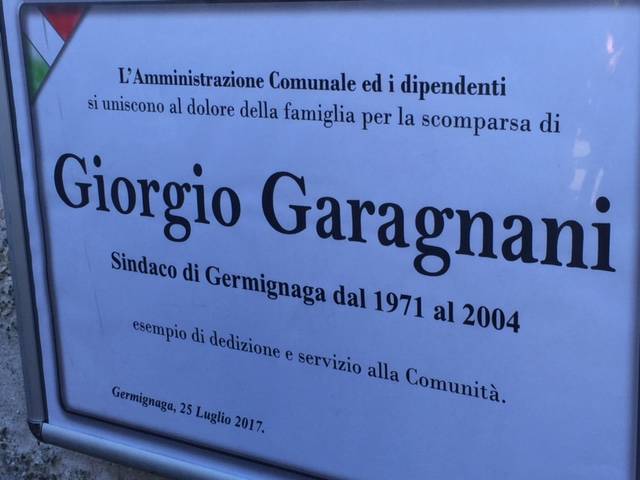 L'Amministrazione Comunale ed i dipendenti
si uniscono al dolore della famiglia per la scomparsa di
Giorgio Garagnani
Sindaco di Germignaga dal 1971 al 2004
esempio di dedizione e servizio alla Comunità.
Germignaga, 25 Luglio 2017.